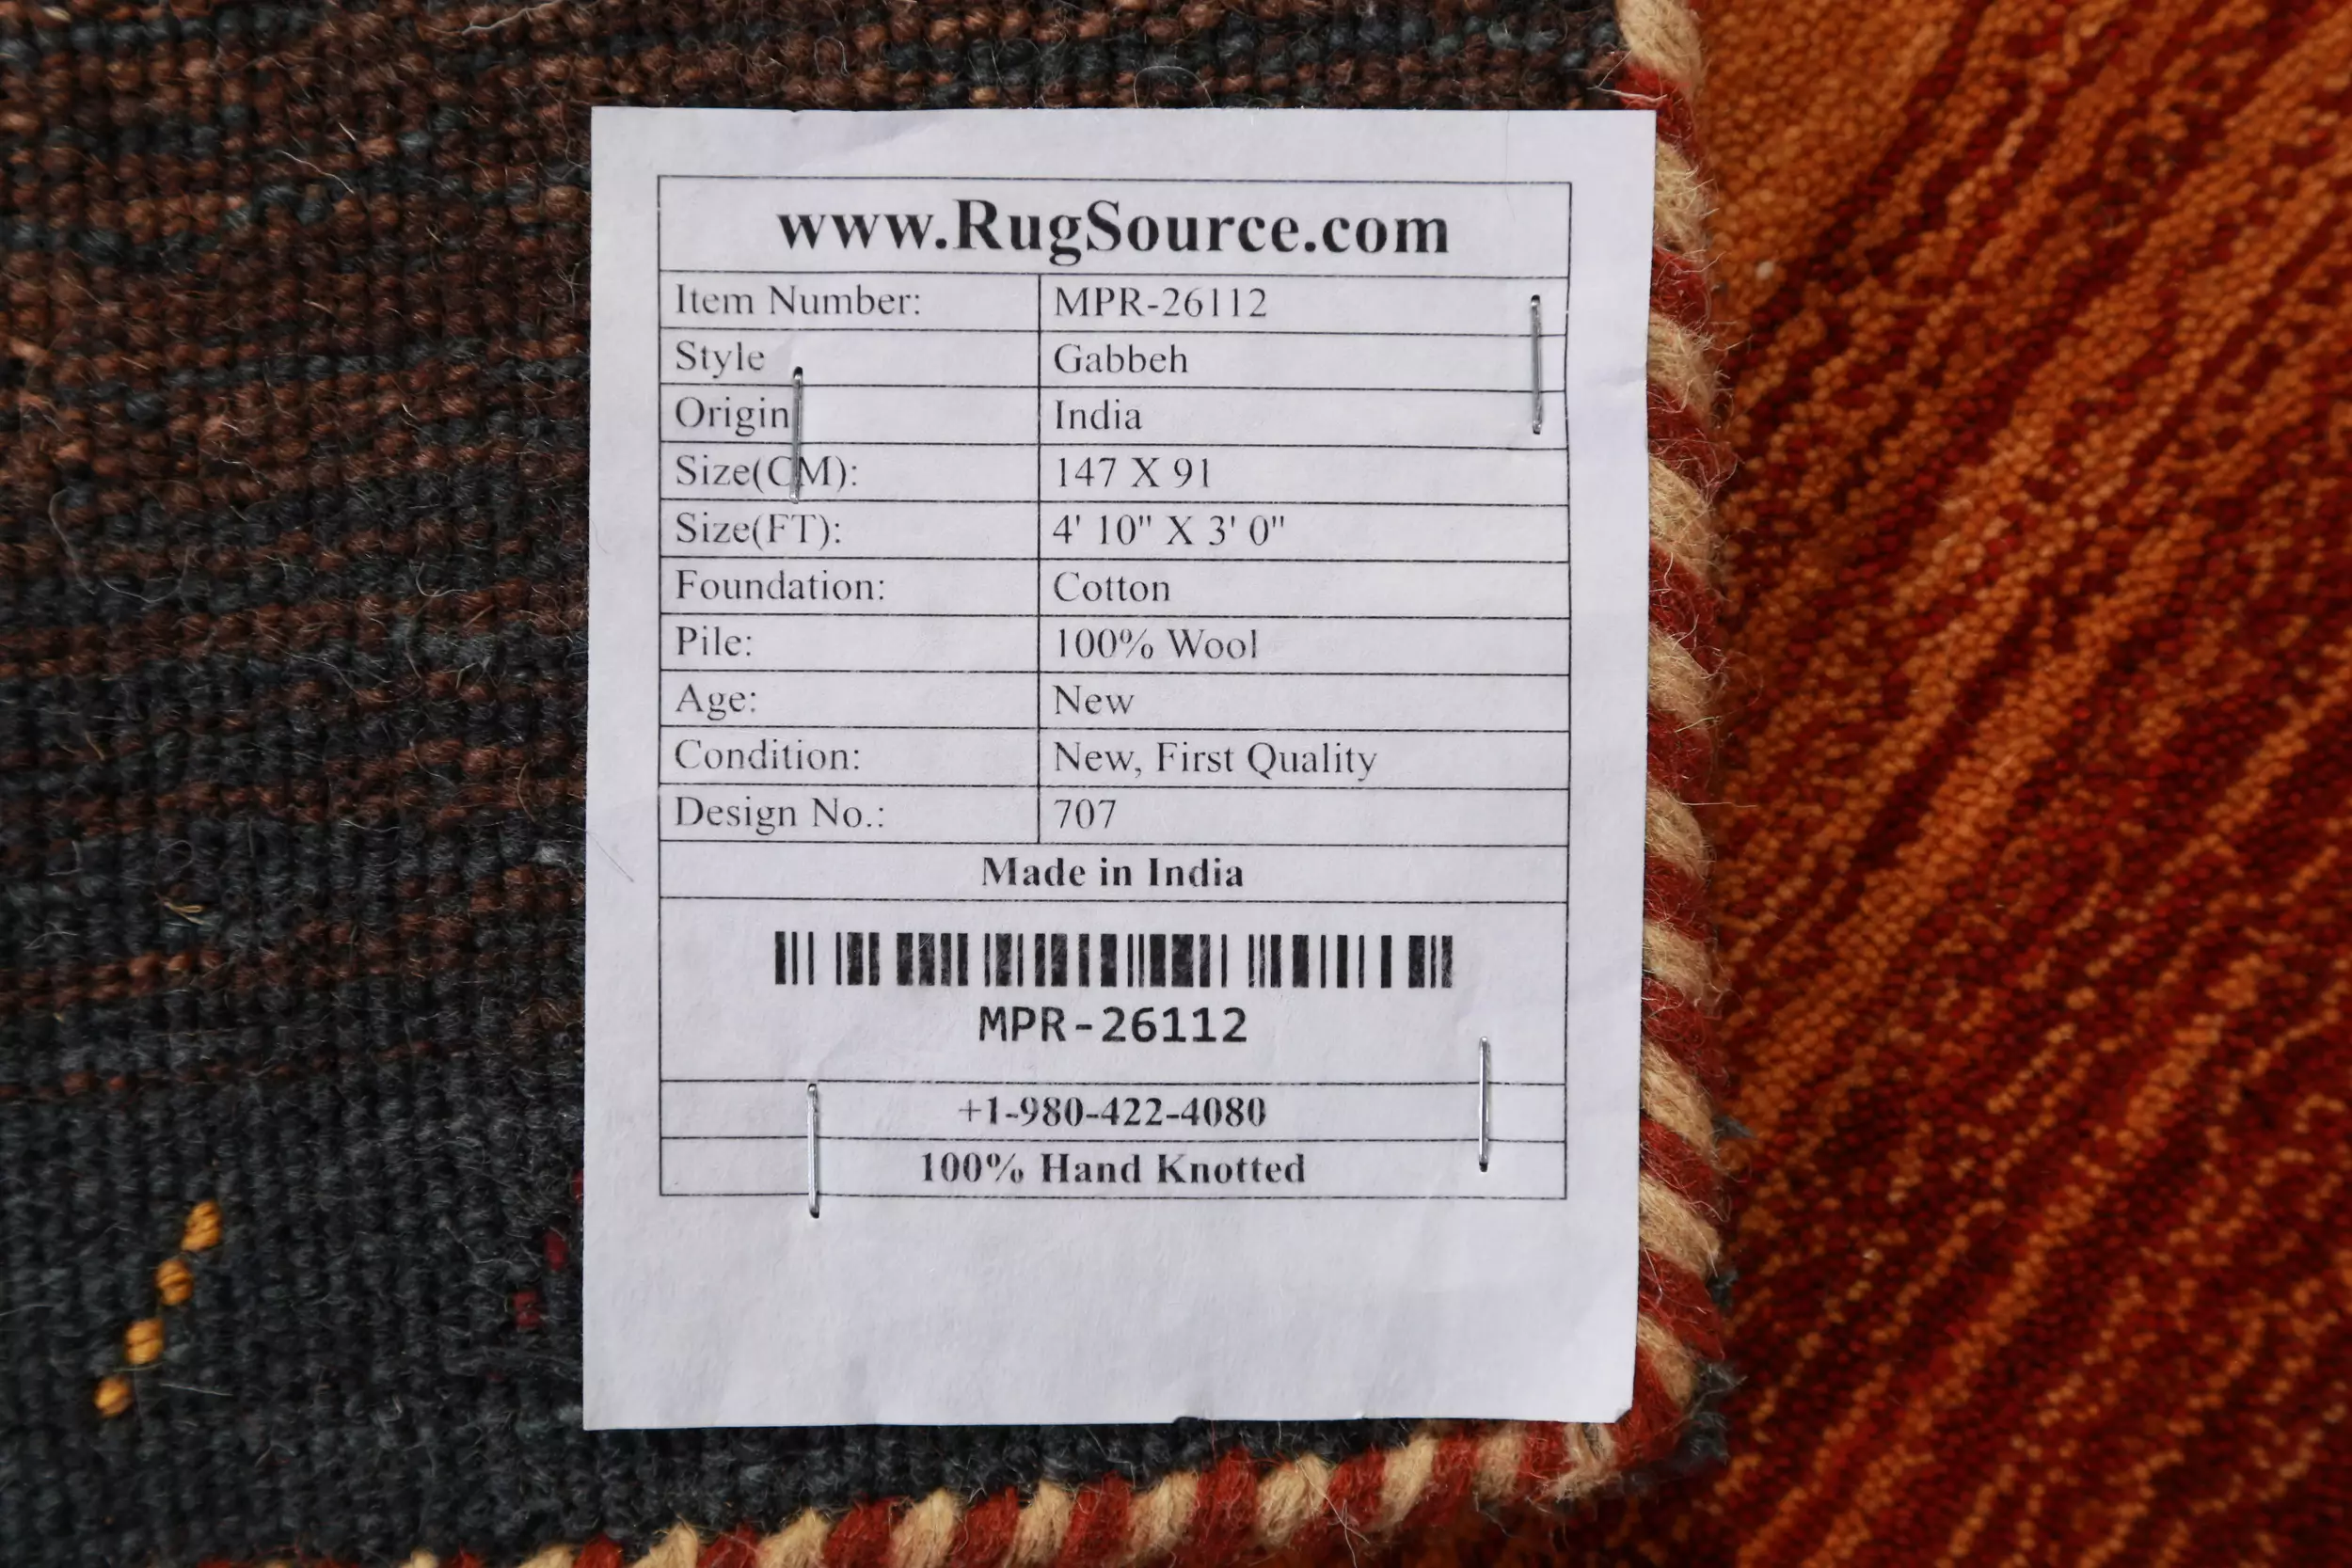 www.RugSource.com
Item Number: MPR-26112
Style Gabbeh
Origin India
Size(CM): 147 X 91
Size(FT): 4' 10" X 3' 0"
Foundation: Cotton
Pile: 100% Wool
Age: New
Condition: New, First Quality
Design No.: 707
Made in India
MPR-26112
+1-980-422-4080
100% Hand Knotted